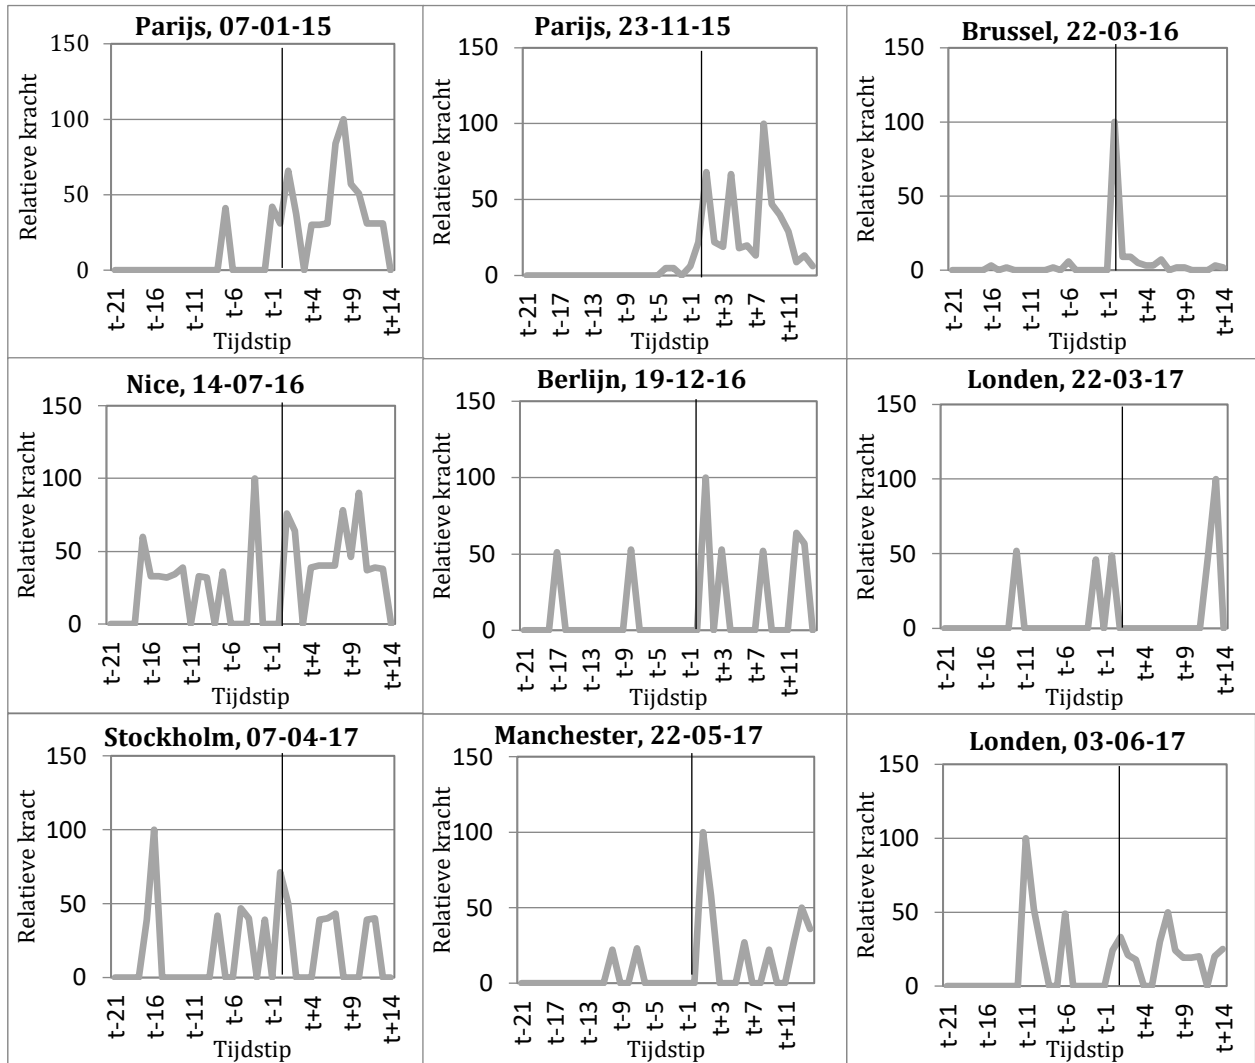 Parijs, 07-01-15
150
100
50
0
Relatieve kracht
t-21
t-16
t-11
t-6
t-1
t+4
t+9
t+14
Tijdstip
Parijs, 23-11-15
150
100
50
0
Relatieve kracht
t-21
t-17
t-13
t-9
t-5
t-1
t+3
t+7
t+11
Tijdstip
Brussel, 22-03-16
150
100
50
0
Relatieve kracht
t-21
t-16
t-11
t-6
t-1
t+4
t+9
t+14
Tijdstip
Nice, 14-07-16
150
100
50
0
Relatieve kracht
t-21
t-16
t-11
t-6
t-1
t+4
t+9
t+14
Tijdstip
Berlijn, 19-12-16
150
100
50
0
Relatieve kracht
t-21
t-17
t-13
t-9
t-5
t-1
t+3
t+7
t+11
Tijdstip
Londen, 22-03-17
150
100
50
0
Relatieve kracht
t-21
t-16
t-11
t-6
t-1
t+4
t+9
t+14
Tijdstip
Stockholm, 07-04-17
150
100
50
0
Relatieve kract
t-21
t-16
t-11
t-6
t-1
t+4
t+9
t+14
Tijdstip
Manchester, 22-05-17
150
100
50
0
Relatieve kracht
t-21
t-17
t-13
t-9
t-5
t-1
t+3
t+7
t+11
Tijdstip
Londen, 03-06-17
150
100
50
0
Relatieve kracht
t-21
t-16
t-11
t-6
t-1
t+4
t+9
t+14
Tijdstip